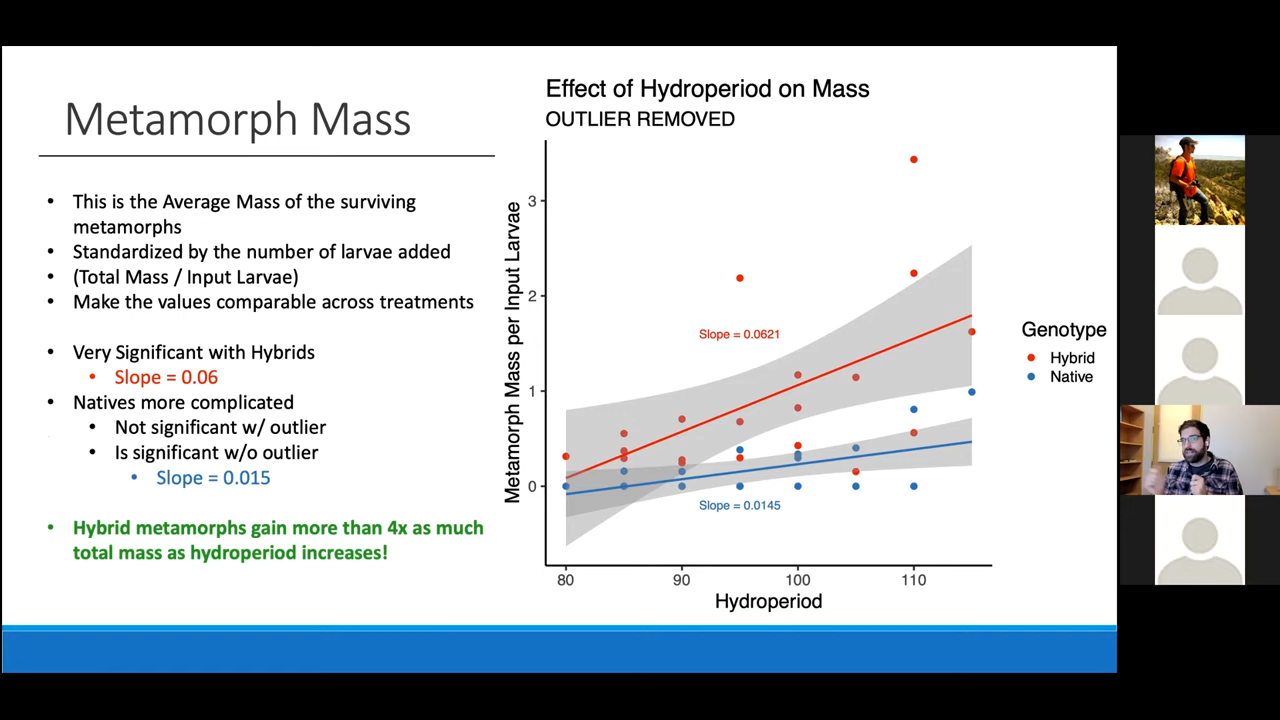 Metamorph Mass
• This is the Average Mass of the surviving
metamorphs
• Standardized by the number of larvae added
• (Total Mass / Input Larvae)
• Make the values comparable across treatments
• Very Significant with Hybrids
• Slope = 0.06
• Natives more complicated
• Not significant w/ outlier
• Is significant w/o outlier
• Slope = 0.015
• Hybrid metamorphs gain more than 4x as much
total mass as hydroperiod increases!
Effect of Hydroperiod on Mass
OUTLIER REMOVED
Metamorph Mass per Input Larvae
3
2
1
0
Slope = 0.0621
Slope = 0.0145
80 90 100 110
Hydroperiod
Genotype
Hybrid
Native